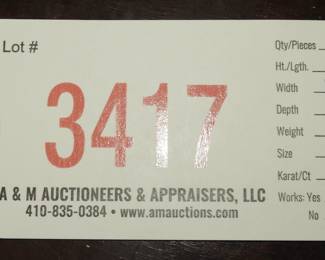 Lot #
3417
A & M AUCTIONEERS & APPRAISERS, LLC
410-835-0384 • www.amauctions.com
Qty/Pieces
Ht./Lgth.
Width
Depth
Weight
Size
Karat/Ct
Works: Yes
No